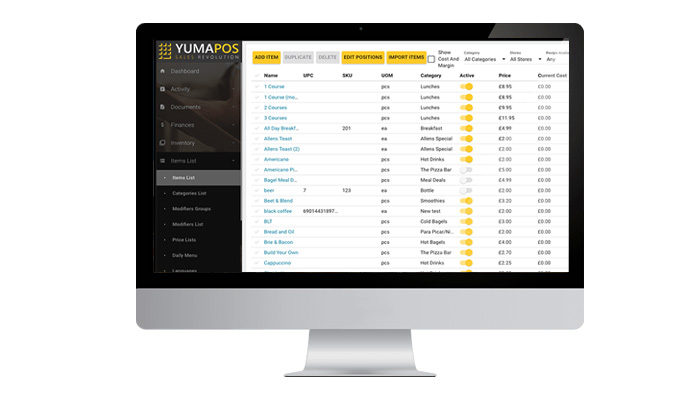 YUMAPOS
SALES REVOLUTION
Dashboard
Activity
Documents
Finances
Inventory
Items List
Items List
Categories List
Modifiers Groups
Modifiers List
Price Lists
Daily Menu
Languages
ADD ITEM DUPLICATE DELETE EDIT POSITIONS IMPORT ITEMS Show Cost And Margin Category All Categories Stores All Stores Any
Name UPC SKU UOM Category Active Price Current Cost
1 Course pcs Lunches £8.95 £0.00
1 Course (mo... pcs Lunches £8.95 £0.00
2 Courses pcs Lunches £9.95 £0.00
3 Courses pcs Lunches £11.95 £0.00
All Day Breakf... 201 ea Breakfast £4.99 £0.00
Allens Toast ea Allens Special £2.00 £0.00
Allens Toast (2) ea Allens Special £2.00 £0.00
Americano pcs Hot Drinks £2.00 £0.00
Americano Pi... pcs The Pizza Bar £5.00 £0.00
Bagel Meal D... pcs Meal Deals £4.99 £0.00
beer 7 123 ea Bottle £2.00 £0.00
Beet & Blend pcs Smoothies £3.20 £0.00
black coffee 69014431897... ea New test £2.00 £0.00
BLT pcs Cold Bagels £3.00 £0.00
Bread and Oil pcs Para Picar/Ni... £2.00 £0.00
Brie & Bacon pcs Hot Bagels £4.00 £0.00
Build Your Own pcs The Pizza Bar £2.70 £0.00
Cappuccino pcs Hot Drinks £2.25 £0.00